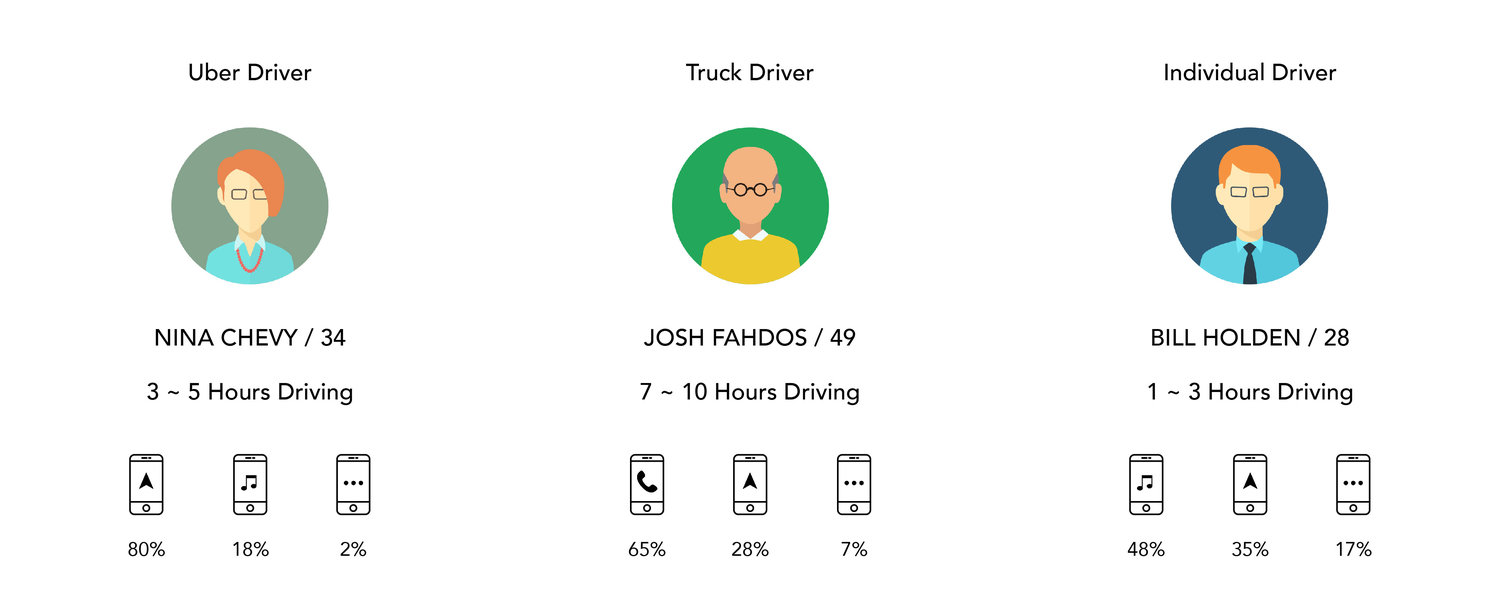 Uber Driver
NINA CHEVY / 34
3 ~ 5 Hours Driving
80% 18% 2%
Truck Driver
JOSH FAHDOS / 49
7 ~ 10 Hours Driving
65% 28% 7%
Individual Driver
BILL HOLDEN / 28
1 ~ 3 Hours Driving
48% 35% 17%